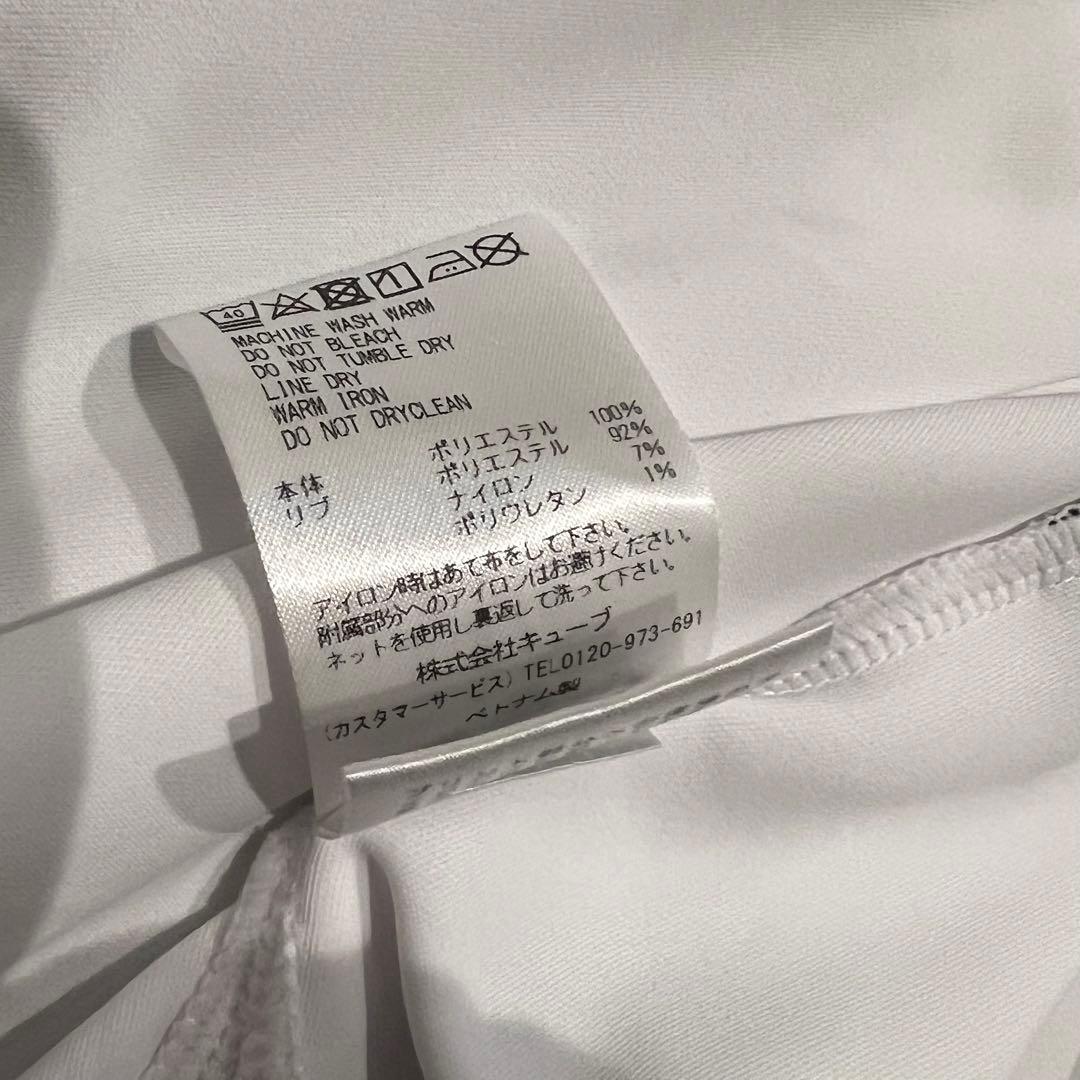 40
MACHINE WASH WARM
DO NOT BLEACH
DO NOT TUMBLE DRY
LINE DRY
WARM IRON
DO NOT DRYCLEAN
本体 ポリエステル 100%
リブ ポリエステル 92%
ナイロン 7%
ポリウレタン 1%
アイロン時はあて布をして下さい。
附属部分へのアイロンはお避けください。
ネットを使用し裏返して洗って下さい。
株式会社キューブ
(カスタマーサービス) TEL0120-973-691
ベトナム製